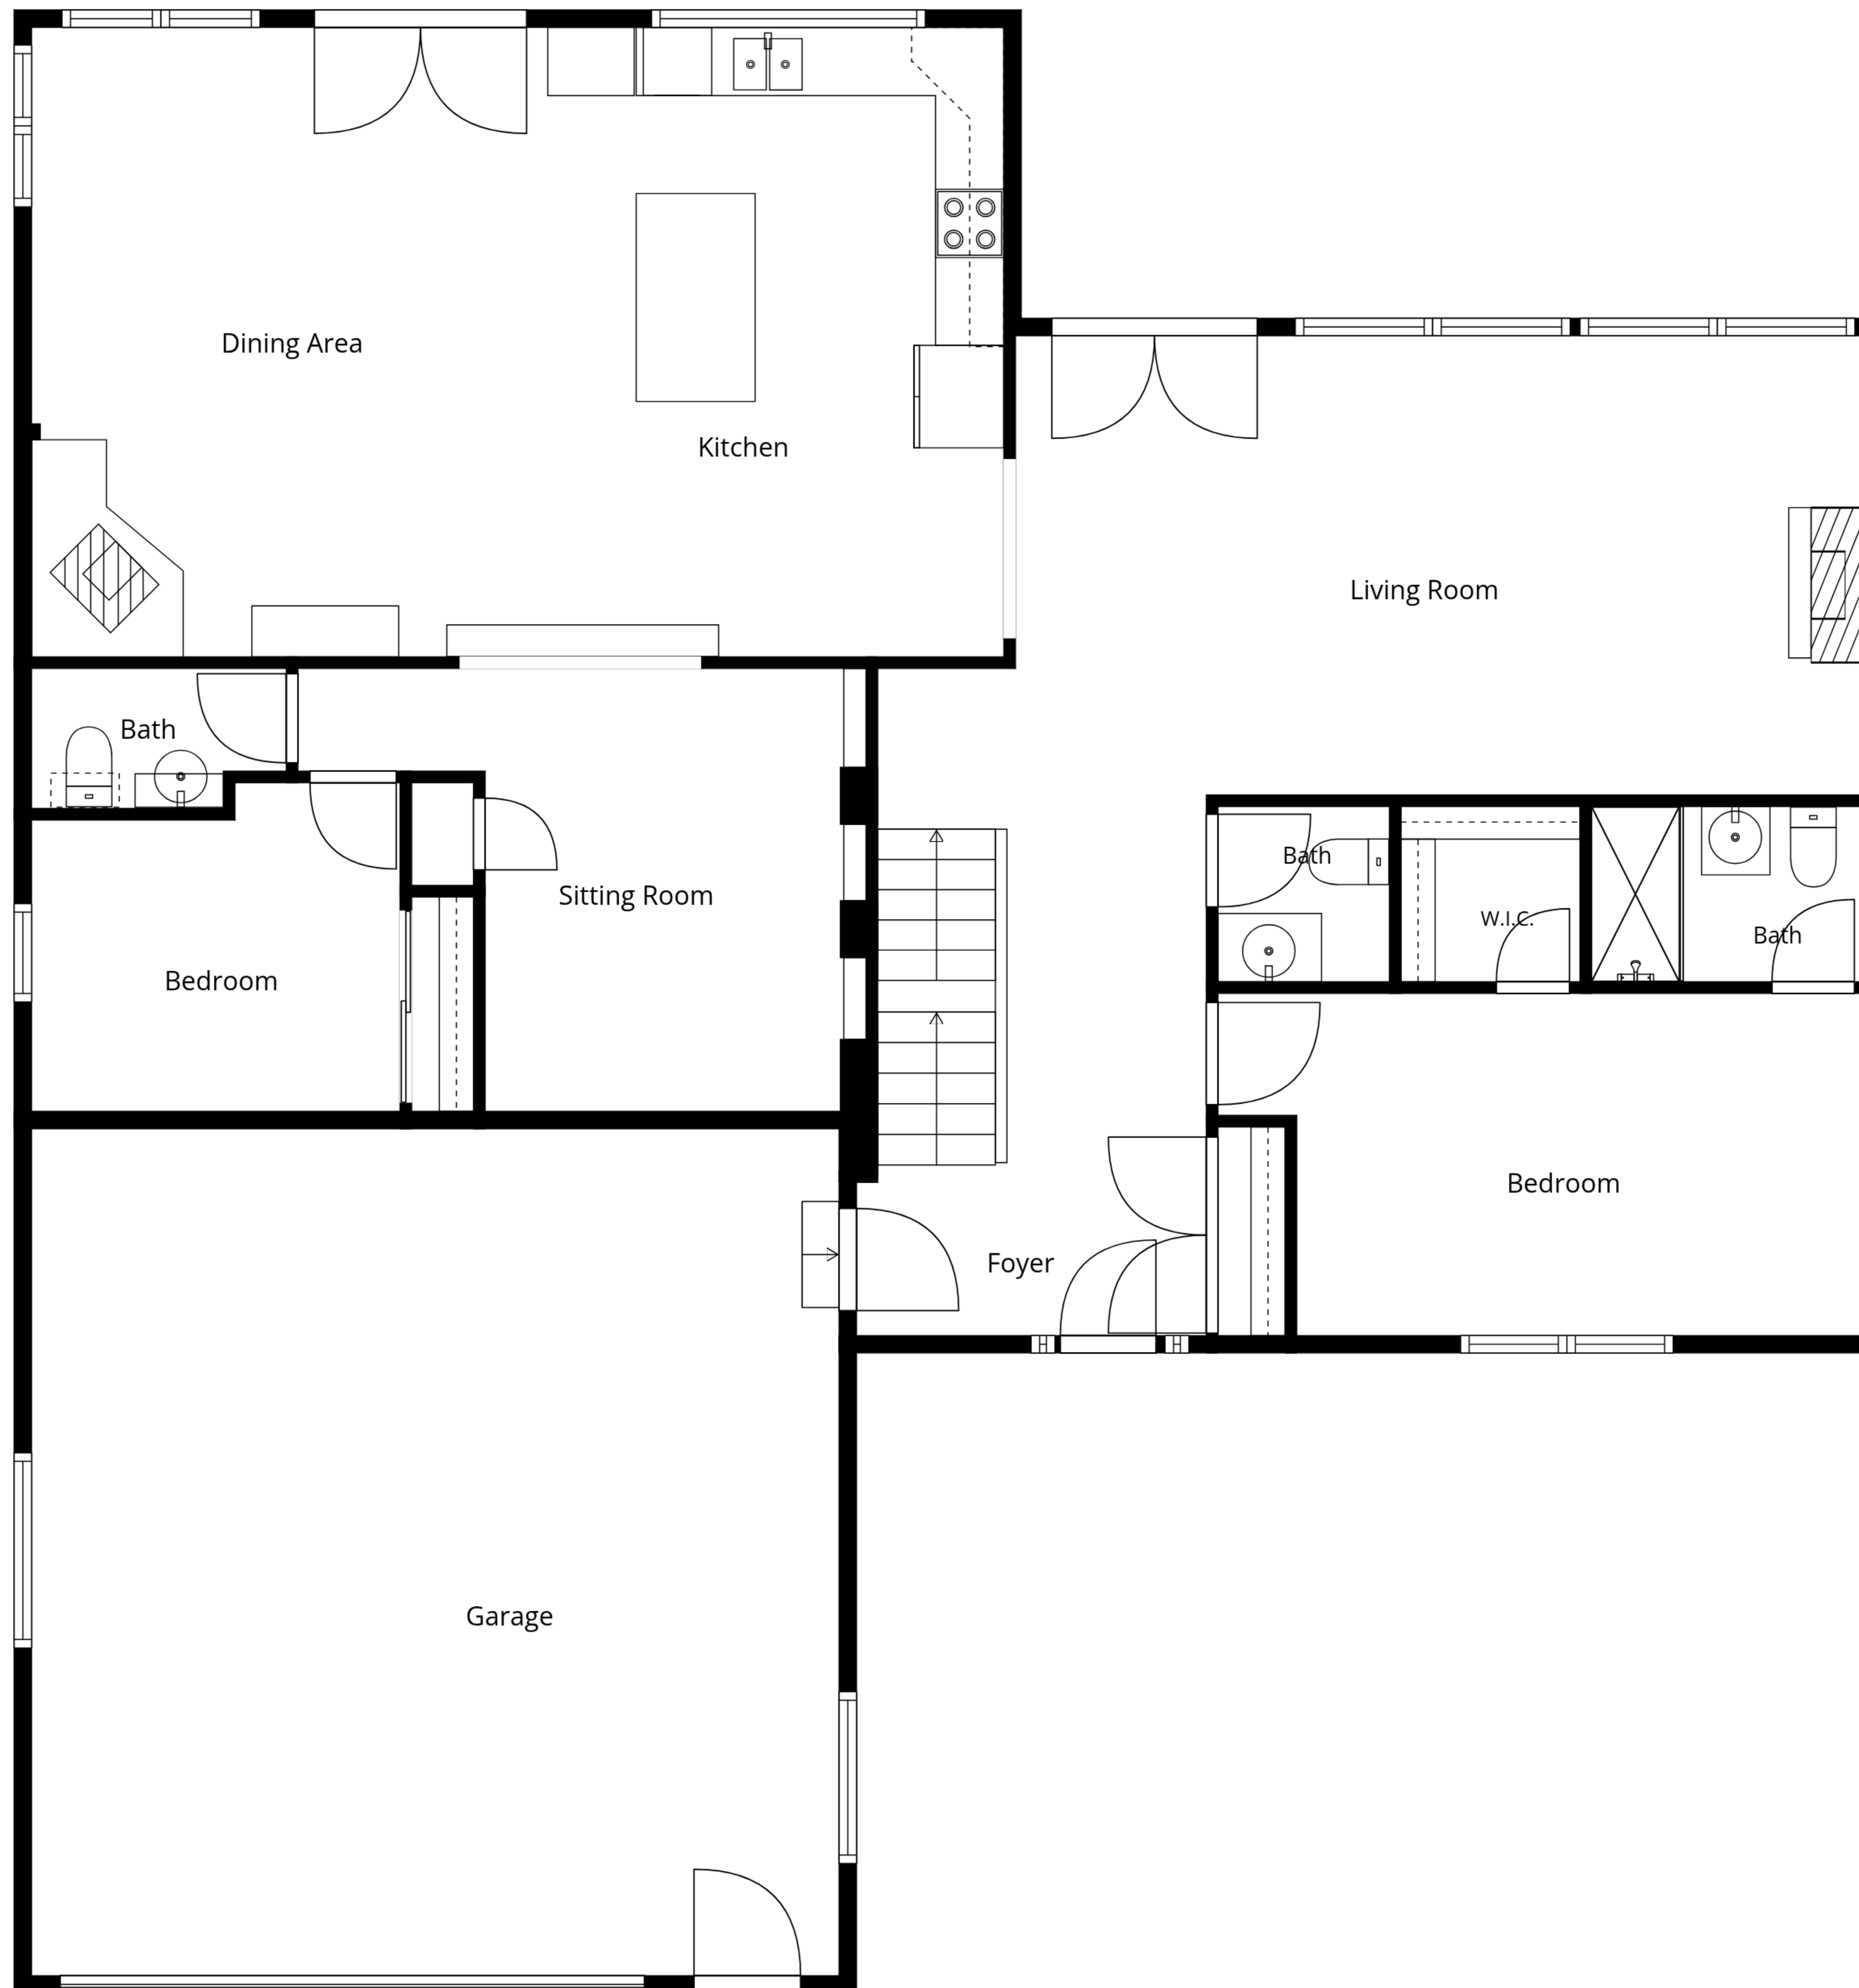 Dining Area
Kitchen
Living Room
Bath
Bath
Sitting Room
W.I.C.
Bath
Bedroom
Bedroom
Foyer
Garage